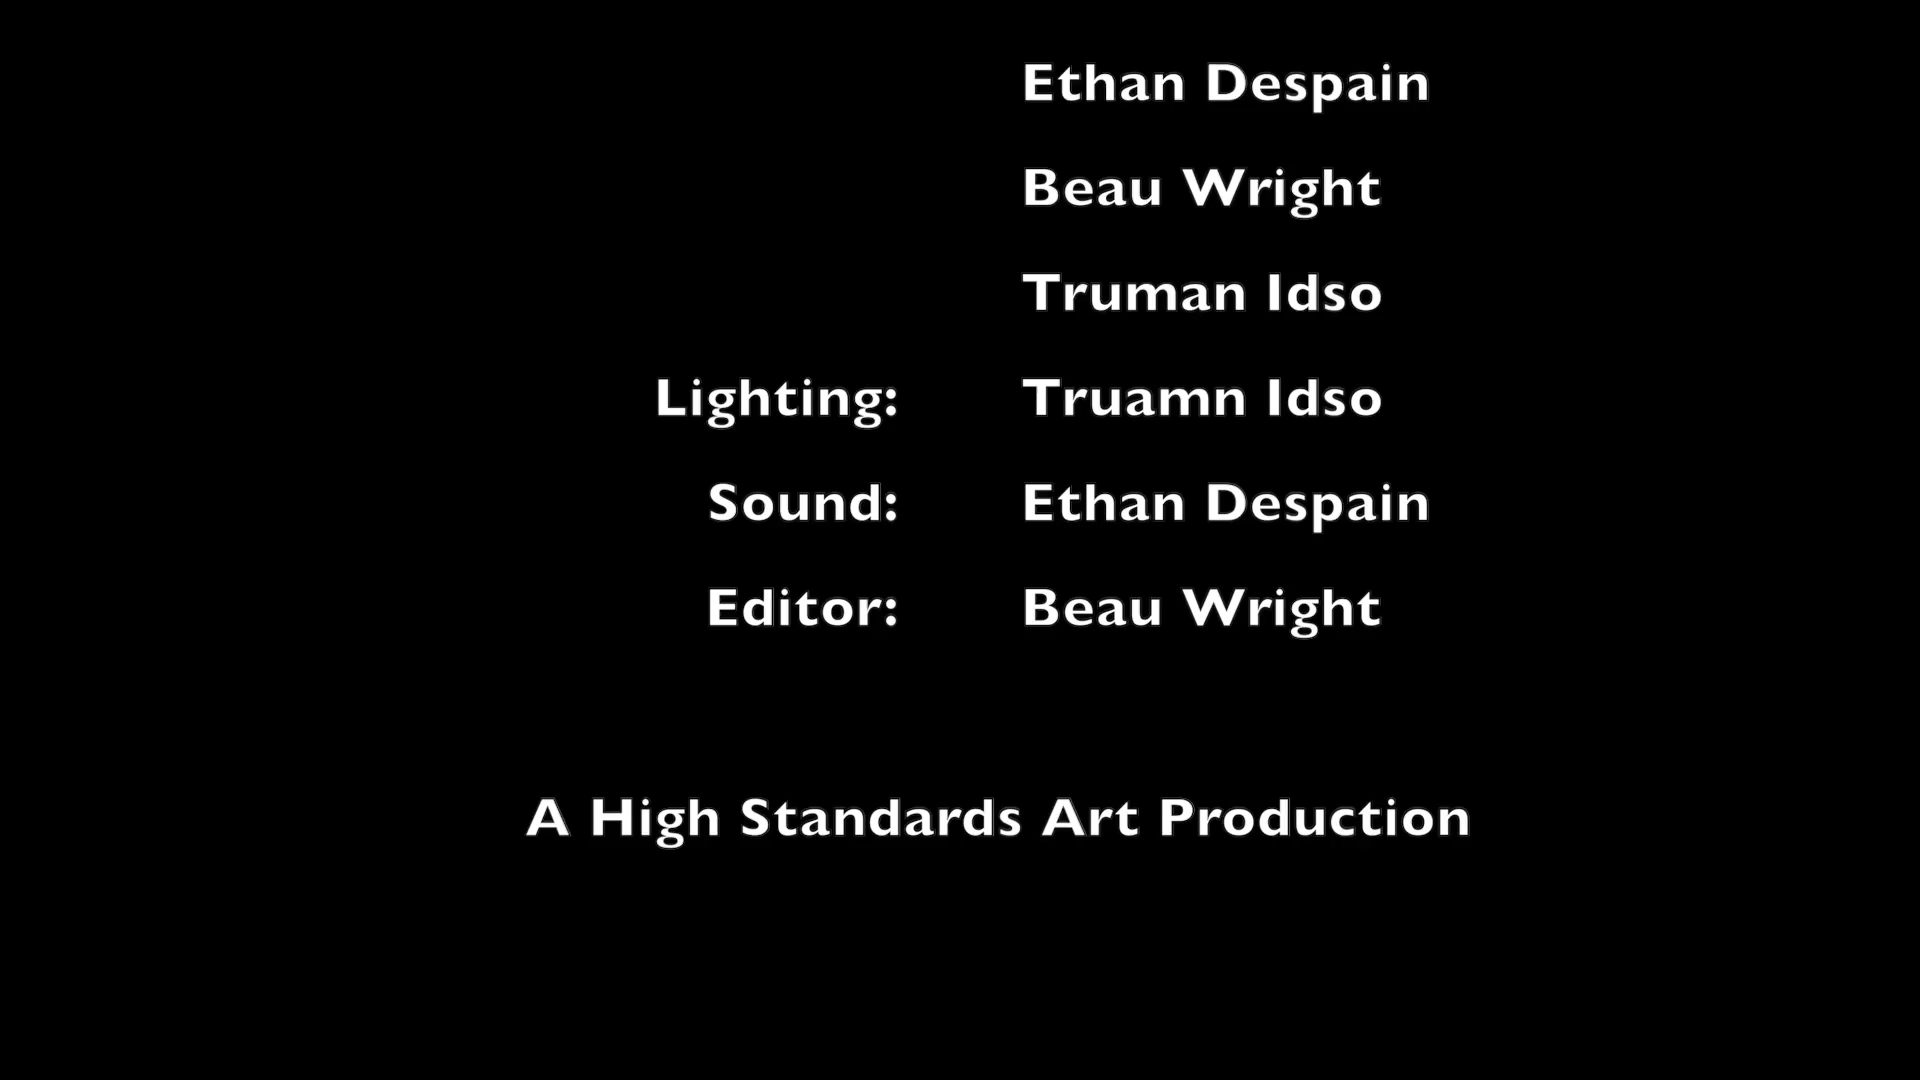 Ethan Despain
Beau Wright
Truman Idso
Lighting: Truamn Idso
Sound: Ethan Despain
Editor: Beau Wright
A High Standards Art Production